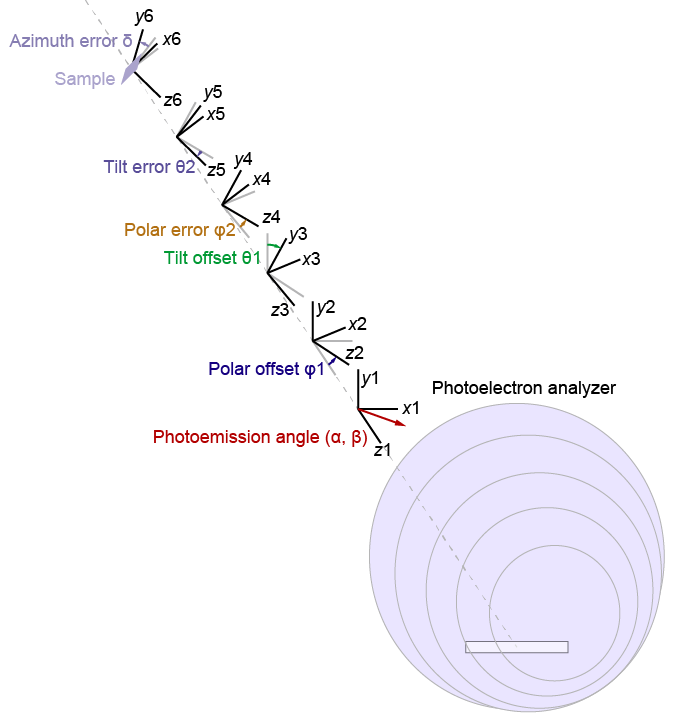 y6
Azimuth error δ
x6
Sample
z6
y5
x5
Tilt error θ2
z5
y4
x4
z4
Polar error φ2
y3
Tilt offset θ1
x3
z3
y2
x2
z2
Polar offset φ1
y1
Photoelectron analyzer
x1
Photoemission angle (α, β)
z1